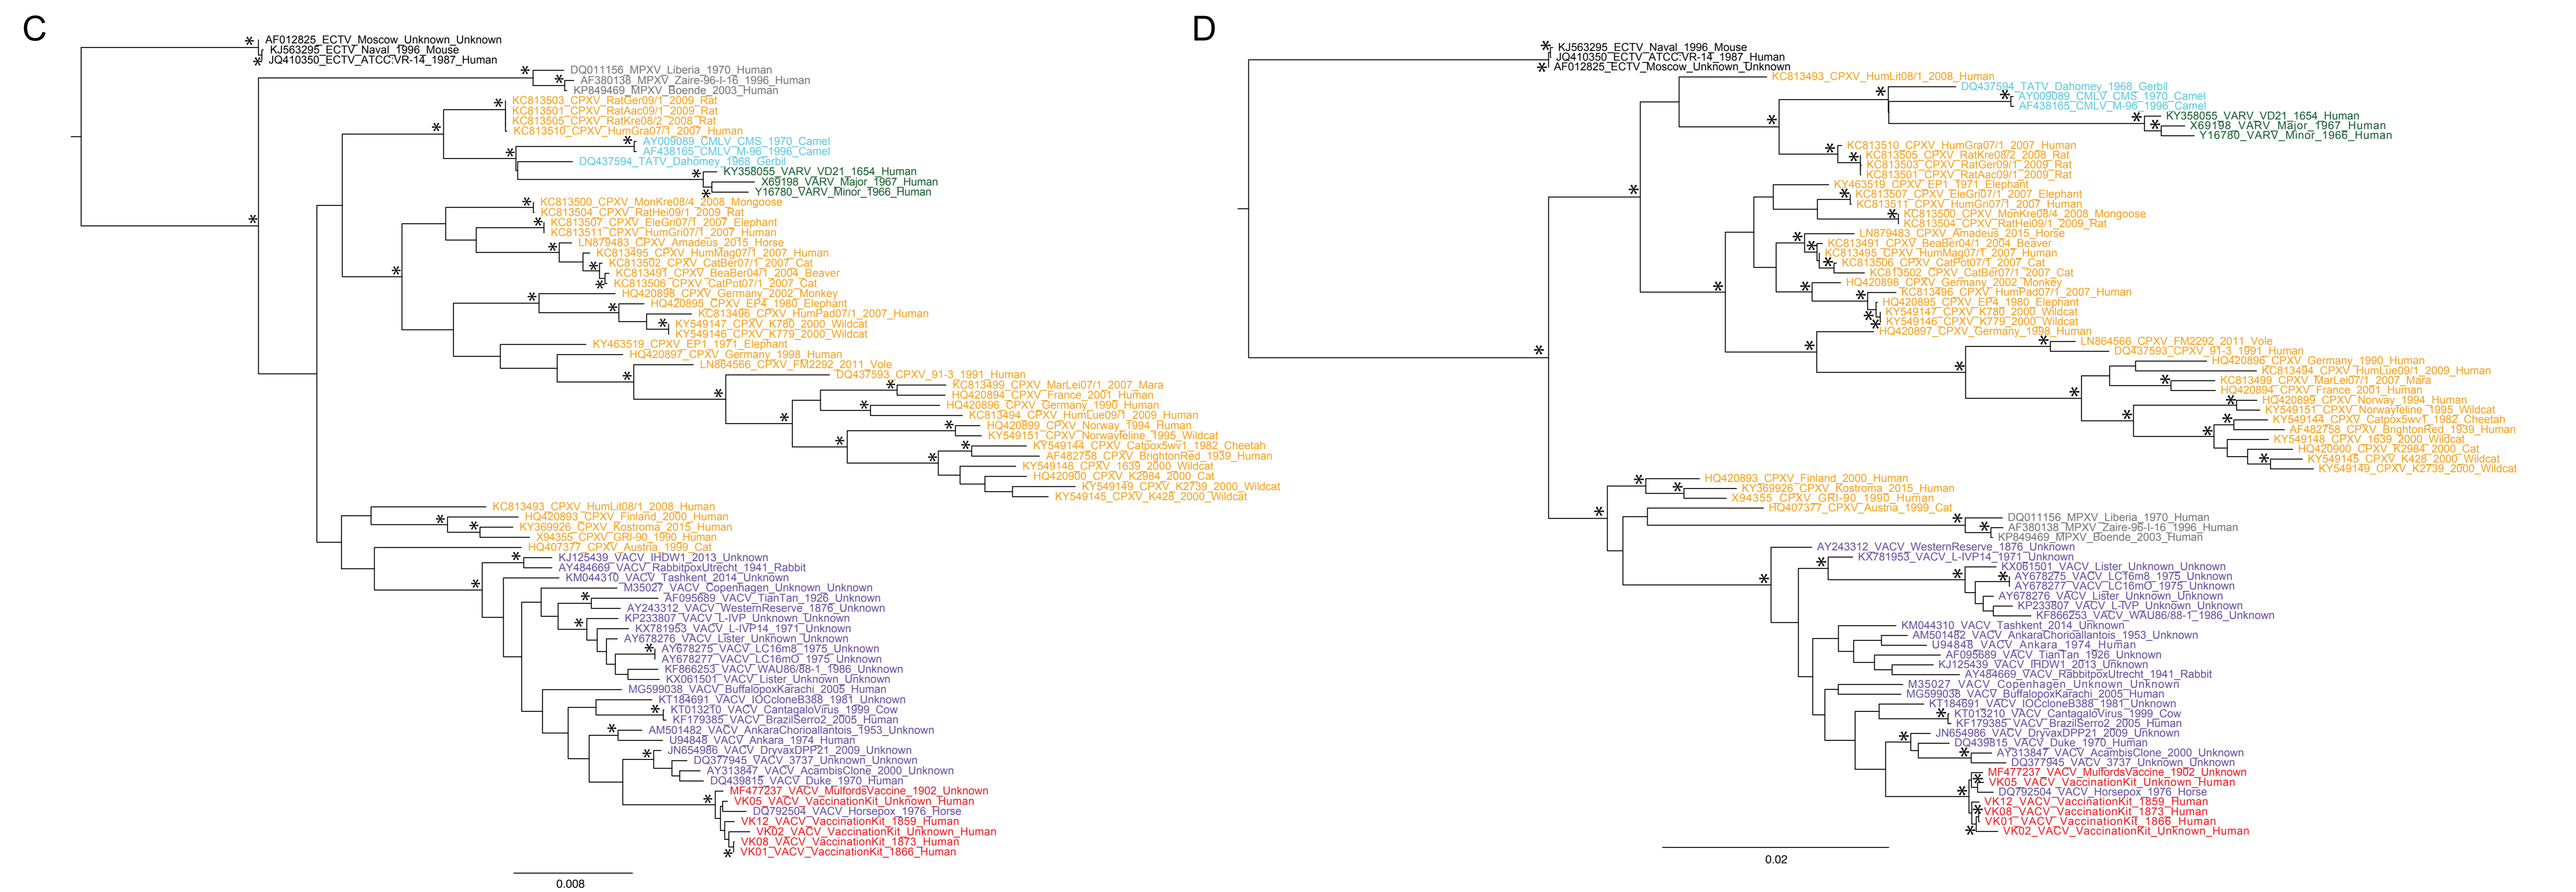 C
AF012825_ECTV_Moscow_Unknown_Unknown
KJ563295_ECTV_Naval_1996_Mouse
JQ410350_ECTV_ATCC:VR-14_1987_Human
DQ011156_MPXV_Liberia_1970_Human
AF380138_MPXV_Zaire-96-I-16_1996_Human
KP849469_MPXV_Boende_2003_Human
KC813503_CPXV_RatGer09/1_2009_Rat
KC813501_CPXV_RatAac09/1_2009_Rat
KC813505_CPXV_RatKre08/2_2008_Rat
KC813510_CPXV_HumGra07/1_2007_Human
AY009089_CMLV_CMS_1970_Camel
AF438165_CMLV_M-96_1996_Camel
DQ437594_TATV_Dahomey_1968_Gerbil
KY358055_VARV_VD21_1654_Human
X69198_VARV_Major_1967_Human
Y16780_VARV_Minor_1966_Human
KC813500_CPXV_MonKre08/4_2008_Mongoose
KC813504_CPXV_RatHei09/1_2009_Rat
KC813507_CPXV_EleGri07/1_2007_Elephant
KC813511_CPXV_HumGri07/1_2007_Human
LN879483_CPXV_Amadeus_2015_Horse
KC813495_CPXV_HumMag07/1_2007_Human
KC813502_CPXV_CatBer07/1_2007_Cat
KC813491_CPXV_BeaBer04/1_2004_Beaver
KC813506_CPXV_CatPot07/1_2007_Cat
HQ420898_CPXV_Germany_2002_Monkey
HQ420895_CPXV_EP4_1980_Elephant
KC813496_CPXV_HumPad07/1_2007_Human
KY549147_CPXV_K780_2000_Wildcat
KY549146_CPXV_K779_2000_Wildcat
KY463519_CPXV_EP1_1971_Elephant
HQ420897_CPXV_Germany_1998_Human
LN864566_CPXV_FM2292_2011_Vole
DQ437593_CPXV_91-3_1991_Human
KC813499_CPXV_MarLei07/1_2007_Mara
HQ420894_CPXV_France_2001_Human
HQ420896_CPXV_Germany_1990_Human
KC813494_CPXV_HumLue09/1_2009_Human
HQ420899_CPXV_Norway_1994_Human
KY549151_CPXV_Norwayfeline_1995_Wildcat
KY549144_CPXV_Catpox5wv1_1982_Cheetah
AF482758_CPXV_BrightonRed_1939_Human
KY549148_CPXV_1639_2000_Wildcat
HQ420900_CPXV_K2984_2000_Cat
KY549149_CPXV_K2739_2000_Wildcat
KY549145_CPXV_K428_2000_Wildcat
KC813493_CPXV_HumLit08/1_2008_Human
HQ420893_CPXV_Finland_2000_Human
KY369926_CPXV_Kostroma_2015_Human
X94355_CPXV_GRI-90_1990_Human
HQ407377_CPXV_Austria_1999_Cat
KJ125439_VACV_IHDW1_2013_Unknown
AY484669_VACV_RabbitpoxUtrecht_1941_Rabbit
KM044310_VACV_Tashkent_2014_Unknown
M35027_VACV_Copenhagen_Unknown_Unknown
AF095689_VACV_TianTan_1926_Unknown
AY243312_VACV_WesternReserve_1876_Unknown
KP233807_VACV_L-IVP_Unknown_Unknown
KX781953_VACV_L-IVP14_1971_Unknown
AY678276_VACV_Lister_Unknown_Unknown
AY678275_VACV_LC16m8_1975_Unknown
AY678277_VACV_LC16mO_1975_Unknown
KF866253_VACV_WAU86/88-1_1986_Unknown
KX061501_VACV_Lister_Unknown_Unknown
MG599038_VACV_BuffalopoxKarachi_2005_Human
KT184691_VACV_IOCcloneB388_1981_Unknown
KT013210_VACV_CantagaloVirus_1999_Cow
KF179385_VACV_BrazilSerro2_2005_Human
AM501482_VACV_AnkaraChorioallantois_1953_Unknown
U94848_VACV_Ankara_1974_Human
JN654986_VACV_DryvaxDPP21_2009_Unknown
DQ377945_VACV_3737_Unknown_Unknown
AY313847_VACV_AcambisClone_2000_Unknown
DQ439815_VACV_Duke_1970_Human
MF477237_VACV_MulfordsVaccine_1902_Unknown
VK05_VACV_VaccinationKit_Unknown_Human
DQ792504_VACV_Horsepox_1976_Horse
VK12_VACV_VaccinationKit_1859_Human
VK02_VACV_VaccinationKit_Unknown_Human
VK08_VACV_VaccinationKit_1873_Human
VK01_VACV_VaccinationKit_1866_Human
0.008
D
KJ563295_ECTV_Naval_1996_Mouse
JQ410350_ECTV_ATCC:VR-14_1987_Human
AF012825_ECTV_Moscow_Unknown_Unknown
KC813493_CPXV_HumLit08/1_2008_Human
DQ437594_TATV_Dahomey_1968_Gerbil
AY009089_CMLV_CMS_1970_Camel
AF438165_CMLV_M-96_1996_Camel
KY358055_VARV_VD21_1654_Human
X69198_VARV_Major_1967_Human
Y16780_VARV_Minor_1966_Human
KC813510_CPXV_HumGra07/1_2007_Human
KC813505_CPXV_RatKre08/2_2008_Rat
KC813503_CPXV_RatGer09/1_2009_Rat
KC813501_CPXV_RatAac09/1_2009_Rat
KY463519_CPXV_EP1_1971_Elephant
KC813507_CPXV_EleGri07/1_2007_Elephant
KC813511_CPXV_HumGri07/1_2007_Human
KC813500_CPXV_MonKre08/4_2008_Mongoose
KC813504_CPXV_RatHei09/1_2009_Rat
LN879483_CPXV_Amadeus_2015_Horse
KC813491_CPXV_BeaBer04/1_2004_Beaver
KC813495_CPXV_HumMag07/1_2007_Human
KC813506_CPXV_CatPot07/1_2007_Cat
KC813502_CPXV_CatBer07/1_2007_Cat
HQ420898_CPXV_Germany_2002_Monkey
KC813496_CPXV_HumPad07/1_2007_Human
HQ420895_CPXV_EP4_1980_Elephant
KY549147_CPXV_K780_2000_Wildcat
KY549146_CPXV_K779_2000_Wildcat
HQ420897_CPXV_Germany_1998_Human
LN864566_CPXV_FM2292_2011_Vole
DQ437593_CPXV_91-3_1991_Human
HQ420896_CPXV_Germany_1990_Human
KC813494_CPXV_HumLue09/1_2009_Human
KC813499_CPXV_MarLei07/1_2007_Mara
HQ420894_CPXV_France_2001_Human
HQ420899_CPXV_Norway_1994_Human
KY549151_CPXV_Norwayfeline_1995_Wildcat
KY549144_CPXV_Catpox5wv1_1982_Cheetah
AF482758_CPXV_BrightonRed_1939_Human
KY549148_CPXV_1639_2000_Wildcat
HQ420900_CPXV_K2984_2000_Cat
KY549145_CPXV_K428_2000_Wildcat
KY549149_CPXV_K2739_2000_Wildcat
HQ420893_CPXV_Finland_2000_Human
KY369926_CPXV_Kostroma_2015_Human
X94355_CPXV_GRI-90_1990_Human
HQ407377_CPXV_Austria_1999_Cat
DQ011156_MPXV_Liberia_1970_Human
AF380138_MPXV_Zaire-96-I-16_1996_Human
KP849469_MPXV_Boende_2003_Human
AY243312_VACV_WesternReserve_1876_Unknown
KX781953_VACV_L-IVP14_1971_Unknown
KX061501_VACV_Lister_Unknown_Unknown
AY678275_VACV_LC16m8_1975_Unknown
AY678277_VACV_LC16mO_1975_Unknown
AY678276_VACV_Lister_Unknown_Unknown
KP233807_VACV_L-IVP_Unknown_Unknown
KF866253_VACV_WAU86/88-1_1986_Unknown
KM044310_VACV_Tashkent_2014_Unknown
AM501482_VACV_AnkaraChorioallantois_1953_Unknown
U94848_VACV_Ankara_1974_Human
AF095689_VACV_TianTan_1926_Unknown
KJ125439_VACV_IHDW1_2013_Unknown
AY484669_VACV_RabbitpoxUtrecht_1941_Rabbit
M35027_VACV_Copenhagen_Unknown_Unknown
MG599038_VACV_BuffalopoxKarachi_2005_Human
KT184691_VACV_IOCcloneB388_1981_Unknown
KT013210_VACV_CantagaloVirus_1999_Cow
KF179385_VACV_BrazilSerro2_2005_Human
JN654986_VACV_DryvaxDPP21_2009_Unknown
DQ439815_VACV_Duke_1970_Human
AY313847_VACV_AcambisClone_2000_Unknown
DQ377945_VACV_3737_Unknown_Unknown
MF477237_VACV_MulfordsVaccine_1902_Unknown
VK05_VACV_VaccinationKit_Unknown_Human
DQ792504_VACV_Horsepox_1976_Horse
VK12_VACV_VaccinationKit_1859_Human
VK08_VACV_VaccinationKit_1873_Human
VK01_VACV_VaccinationKit_1866_Human
VK02_VACV_VaccinationKit_Unknown_Human
0.02